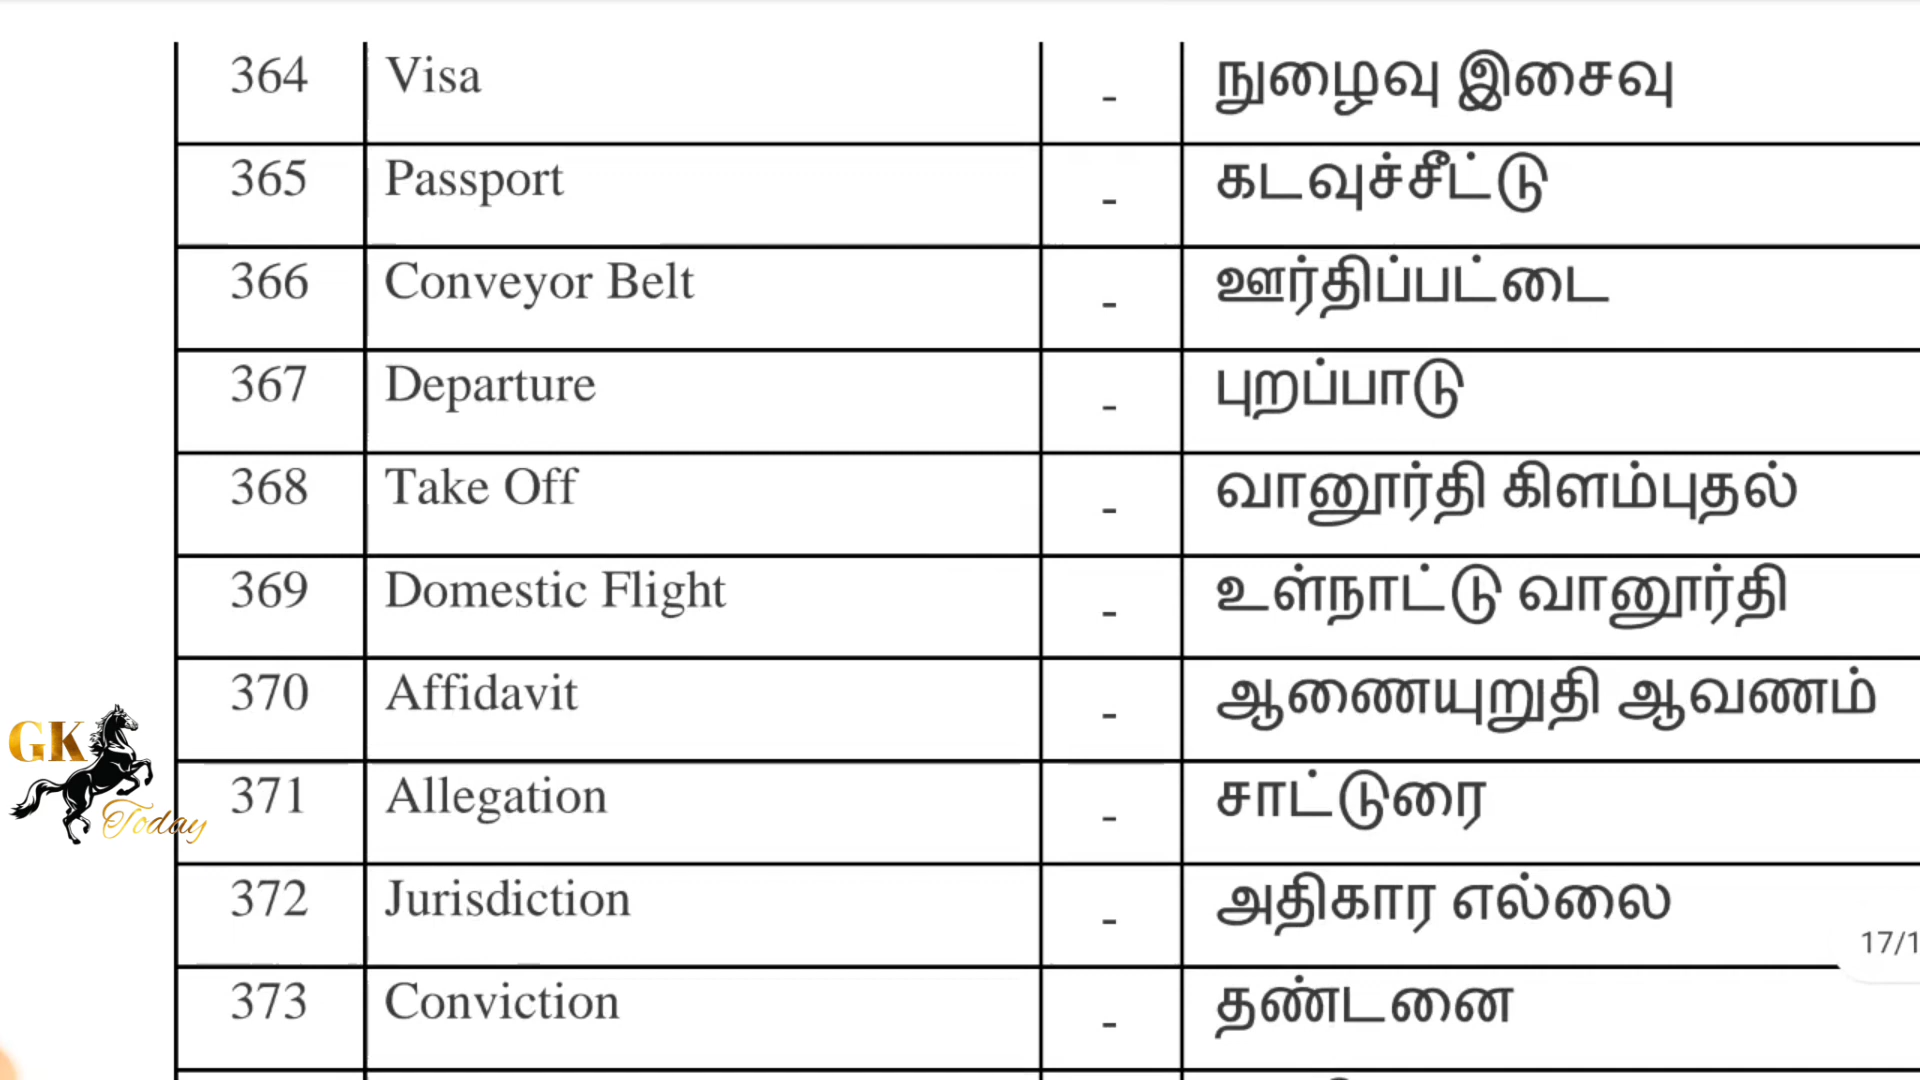 364 Visa - நுழைவு இசைவு
365 Passport - கடவுச்சீட்டு
366 Conveyor Belt - ஊர்திப்பட்டை
367 Departure - புறப்பாடு
368 Take Off - வானூர்தி கிளம்புதல்
369 Domestic Flight - உள்நாட்டு வானூர்தி
370 Affidavit - ஆணையுறுதி ஆவணம்
GK
Today
371 Allegation - சாட்டுரை
372 Jurisdiction - அதிகார எல்லை
17/1
373 Conviction - தண்டனை